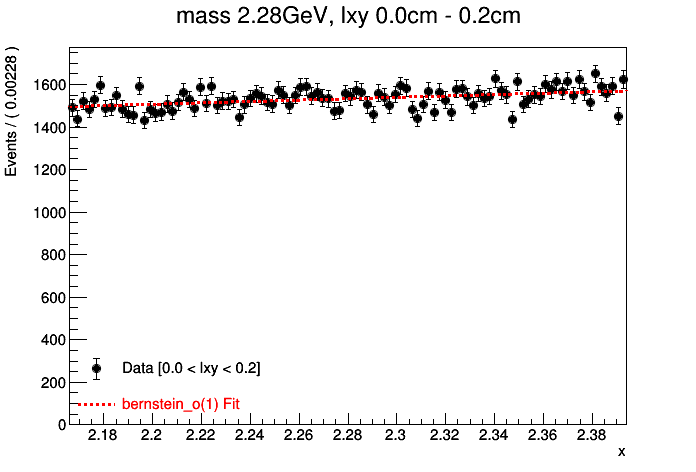 mass 2.28GeV, lxy 0.0cm - 0.2cm
Events / ( 0.00228 )
1600
1400
1200
1000
800
600
400
200
0
Data [0.0 < lxy < 0.2]
bernstein_o(1) Fit
2.18 2.2 2.22 2.24 2.26 2.28 2.3 2.32 2.34 2.36 2.38
x